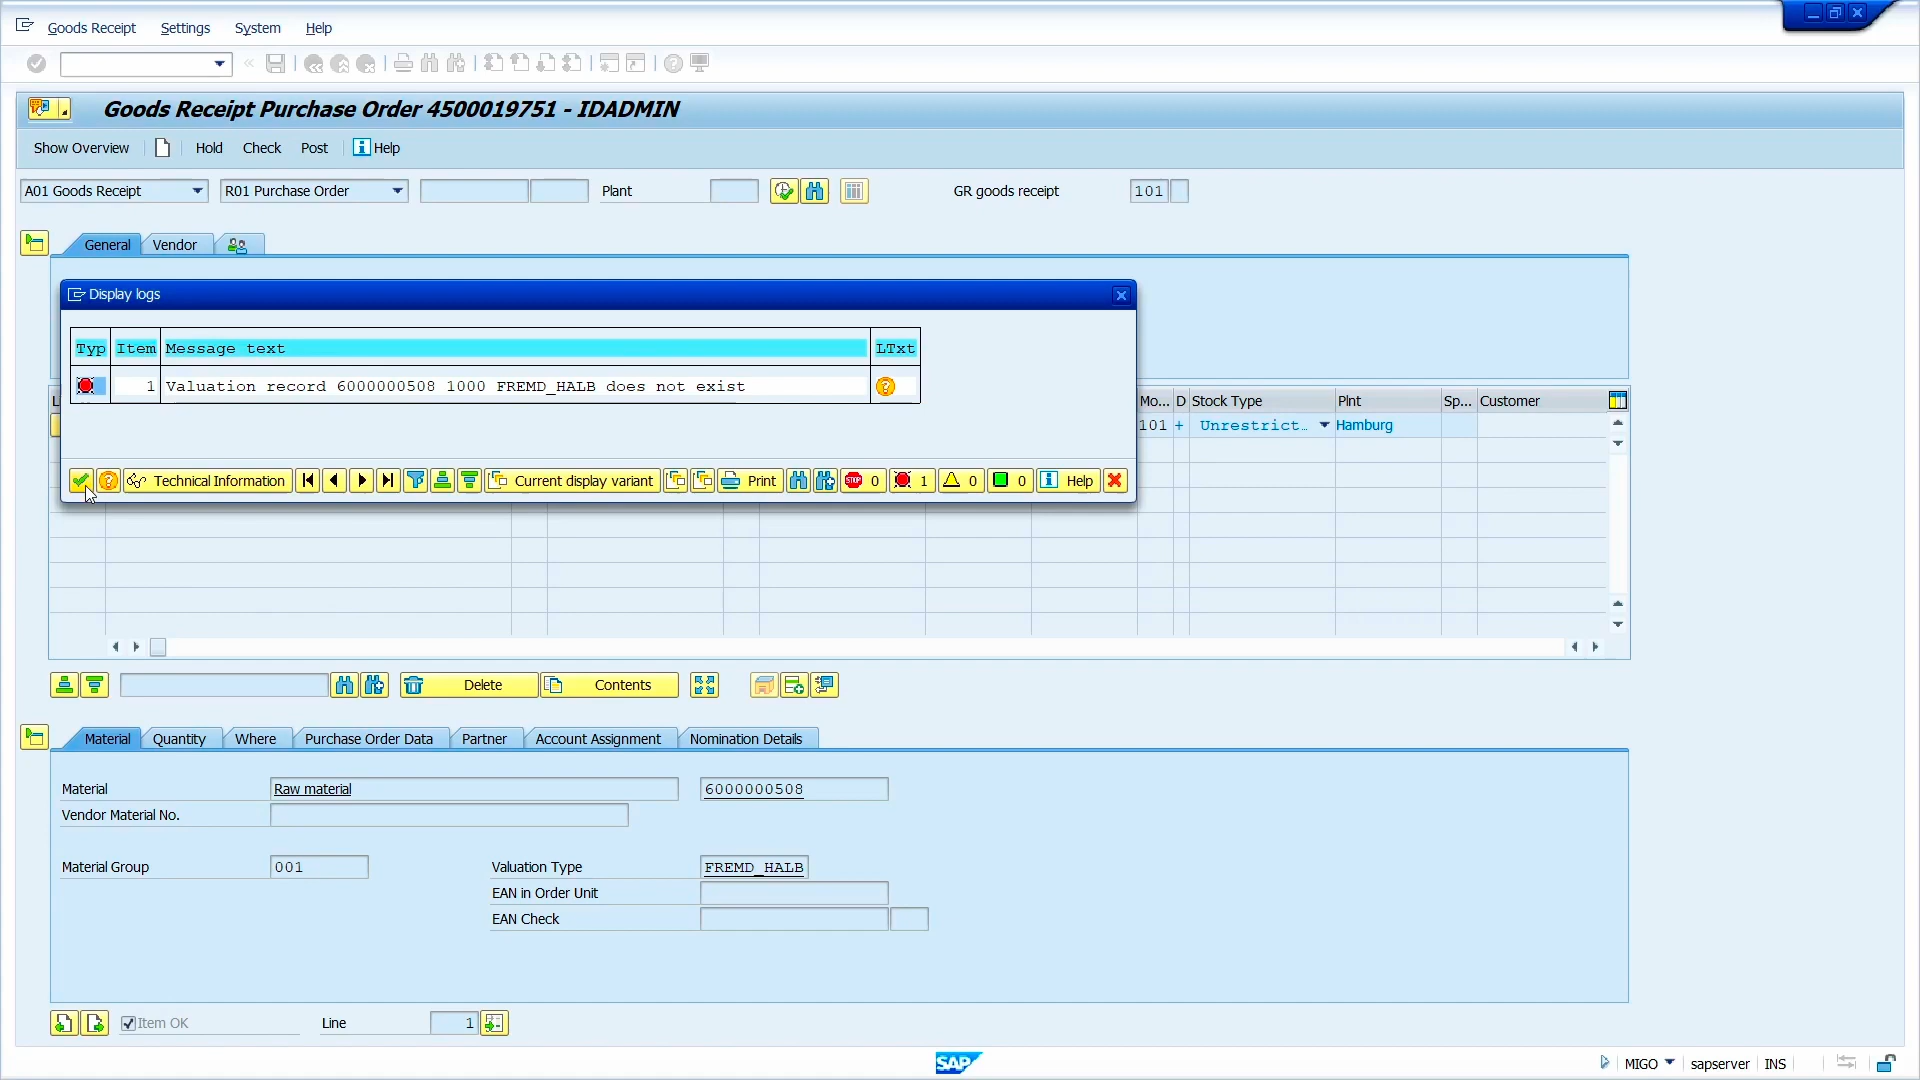 Goods Receipt Settings System Help
Goods Receipt Purchase Order 4500019751 - IDADMIN
Show Overview Hold Check Post Help
A01 Goods Receipt R01 Purchase Order Plant GR goods receipt 101
General Vendor
Display logs
Typ Item Message text LTxt
1 Valuation record 6000000508 1000 FREMD_HALB does not exist
Technical Information Current display variant Print STOP 0 1 0 0 Help
L Mo... D Stock Type Plnt Sp... Customer
101 + Unrestrict... Hamburg
Delete Contents
Material Quantity Where Purchase Order Data Partner Account Assignment Nomination Details
Material Raw material 6000000508
Vendor Material No.
Material Group 001 Valuation Type FREMD_HALB
EAN in Order Unit
EAN Check
Item OK Line 1
SAP MIGO sapserver INS